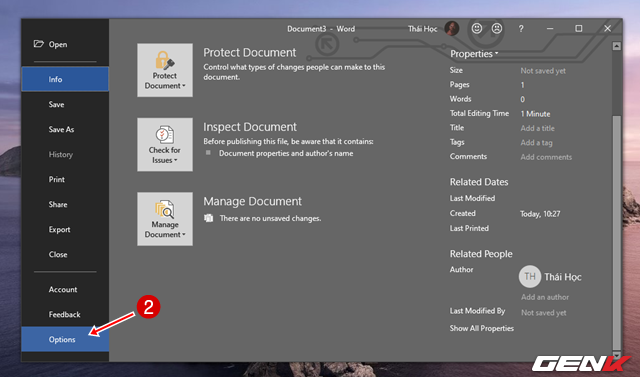 Document3 - Word
Thái Học
?
Open
Info
Save
Save As
History
Print
Share
Export
Close
Account
Feedback
Options
2
Protect
Document
Protect Document
Control what types of changes people can make to this
document.
Check for
Issues
Inspect Document
Before publishing this file, be aware that it contains:
Document properties and author's name
Manage
Document
Manage Document
There are no unsaved changes.
Properties
Size Not saved yet
Pages 1
Words 0
Total Editing Time 1 Minute
Title Add a title
Tags Add a tag
Comments Add comments
Related Dates
Last Modified
Created Today, 10:27
Last Printed
Related People
Author TH Thái Học
Add an author
Last Modified By Not saved yet
Show All Properties
GENK